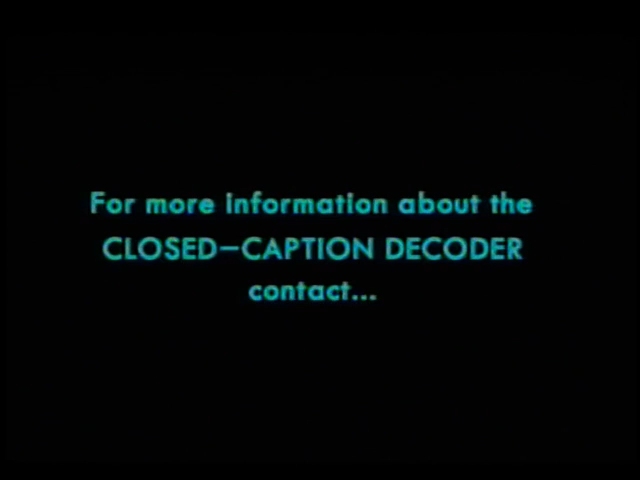 For more information about the
CLOSED—CAPTION DECODER
contact...